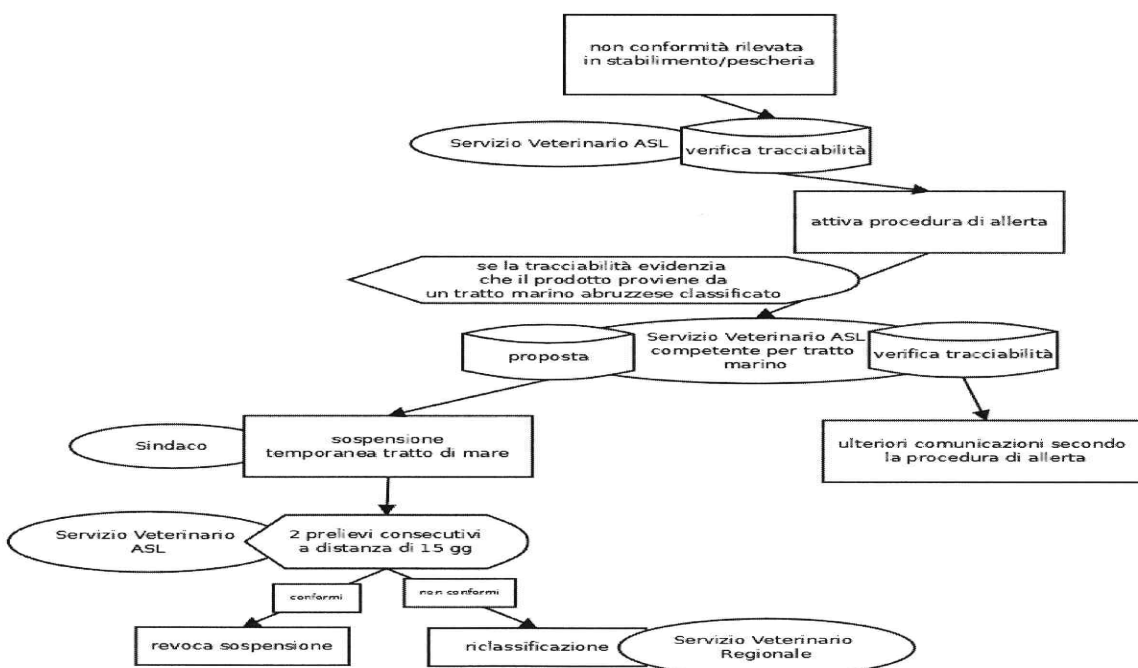 non conformità rilevata
in stabilimento/pescheria
Servizio Veterinario ASL
verifica tracciabilità
attiva procedura di allerta
se la tracciabilità evidenzia
che il prodotto proviene da
un tratto marino abruzzese classificato
proposta
Servizio Veterinario ASL
competente per tratto
marino
verifica tracciabilità
Sindaco
sospensione
temporanea tratto di mare
ulteriori comunicazioni secondo
la procedura di allerta
Servizio Veterinario
ASL
2 prelievi consecutivi
a distanza di 15 gg
conformi
non conformi
revoca sospensione
riclassificazione
Servizio Veterinario
Regionale